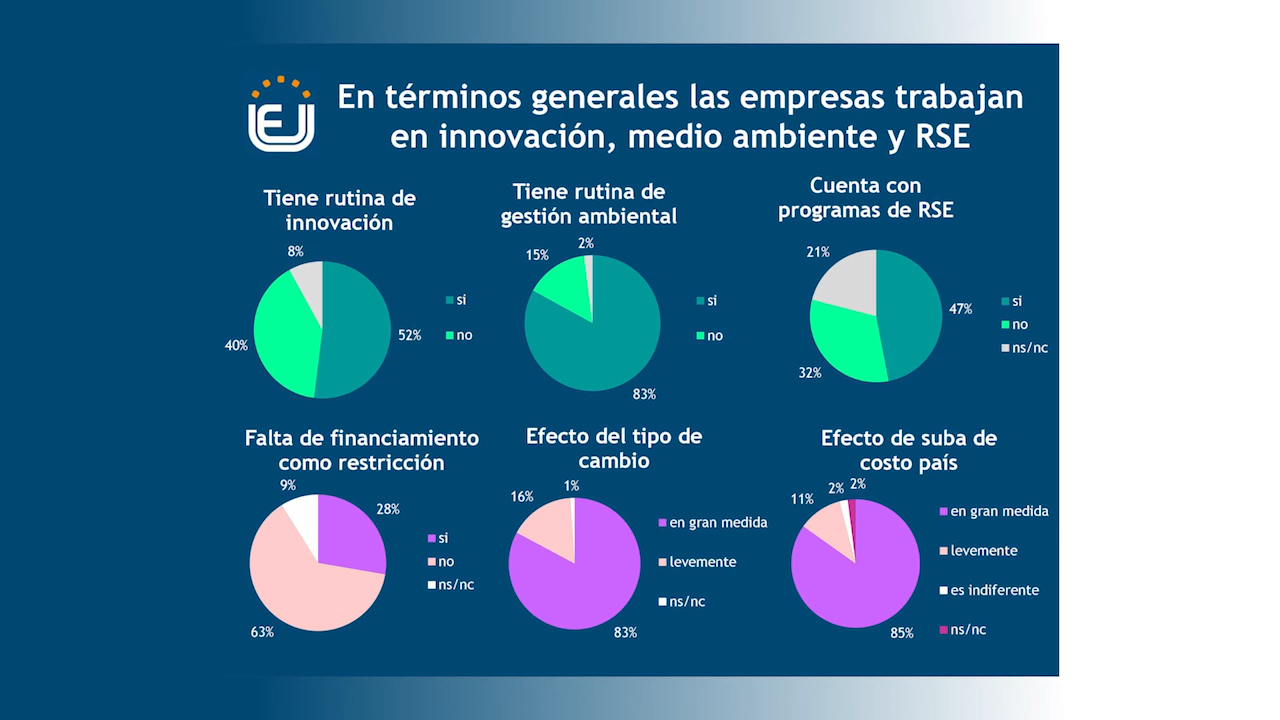 En términos generales las empresas trabajan
en innovación, medio ambiente y RSE
Tiene rutina de
innovación
8%
40%
52%
si
no
Tiene rutina de
gestión ambiental
2%
15%
83%
si
no
Cuenta con
programas de RSE
21%
47%
32%
si
no
ns/nc
Falta de financiamiento
como restricción
9%
28%
63%
si
no
ns/nc
Efecto del tipo de
cambio
1%
16%
83%
en gran medida
levemente
ns/nc
Efecto de suba de
costo país
2%
2%
11%
85%
en gran medida
levemente
es indiferente
ns/nc